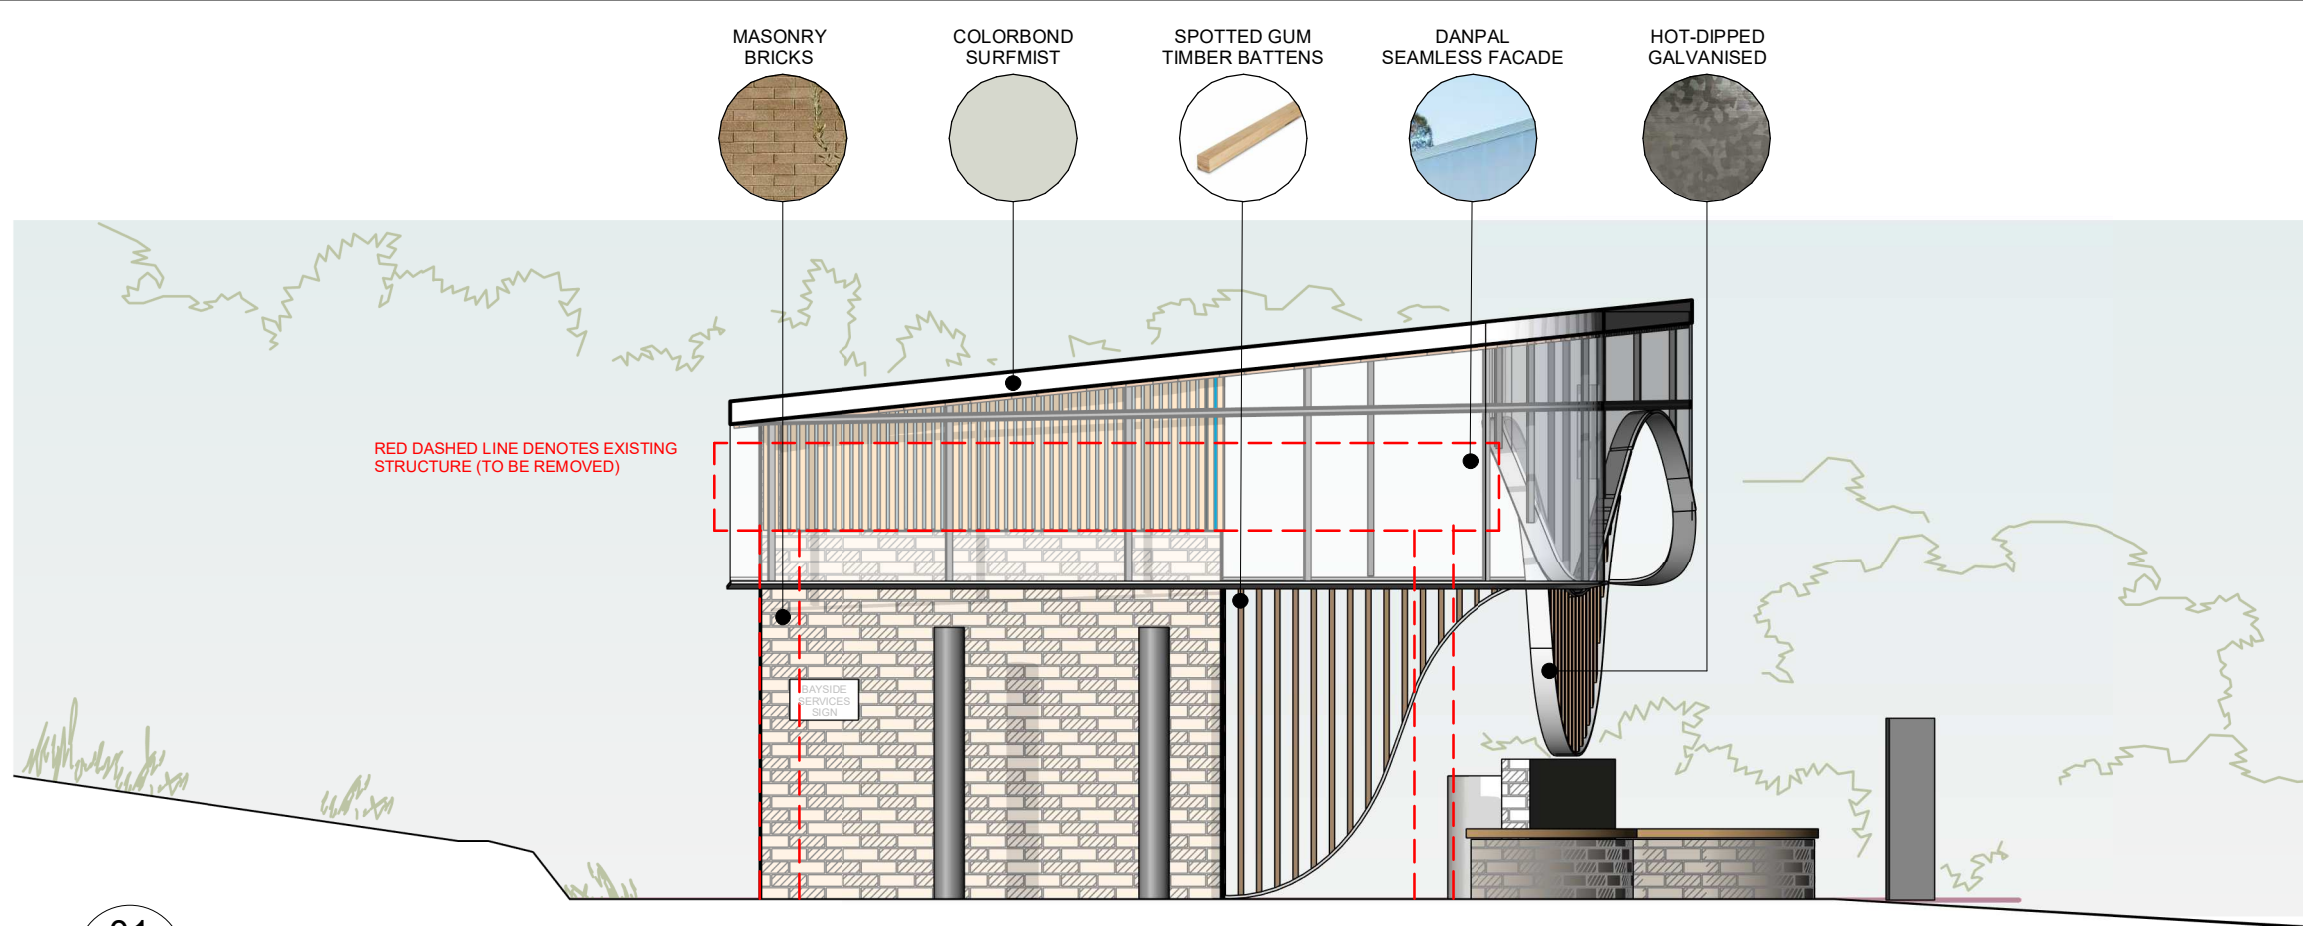 MASONRY
BRICKS
COLORBOND
SURFMIST
SPOTTED GUM
TIMBER BATTENS
DANPAL
SEAMLESS FACADE
HOT-DIPPED
GALVANISED
RED DASHED LINE DENOTES EXISTING
STRUCTURE (TO BE REMOVED)
BAYSIDE
SERVICES
SIGN
01